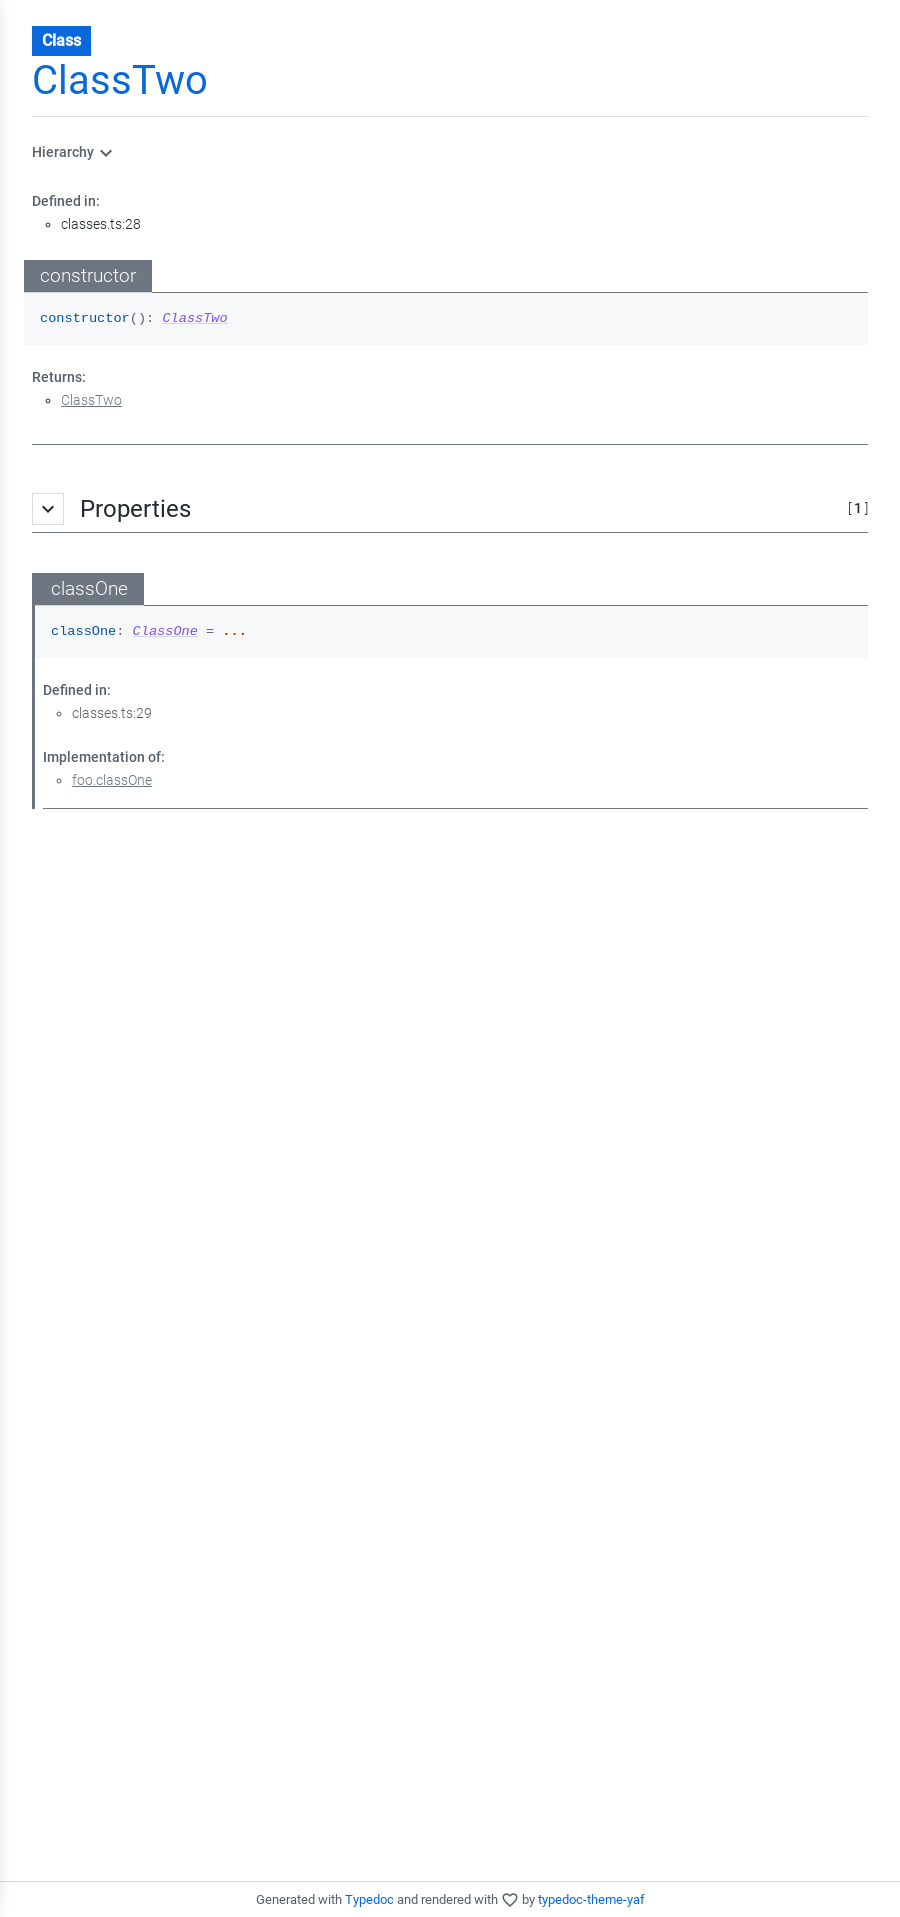 Class
ClassTwo
Hierarchy
Defined in:
classes.ts:28
constructor
constructor(): ClassTwo
Returns:
ClassTwo
Properties [ 1 ]
classOne
classOne: ClassOne = ...
Defined in:
classes.ts:29
Implementation of:
foo.classOne
Generated with Typedoc and rendered with by typedoc-theme-yaf